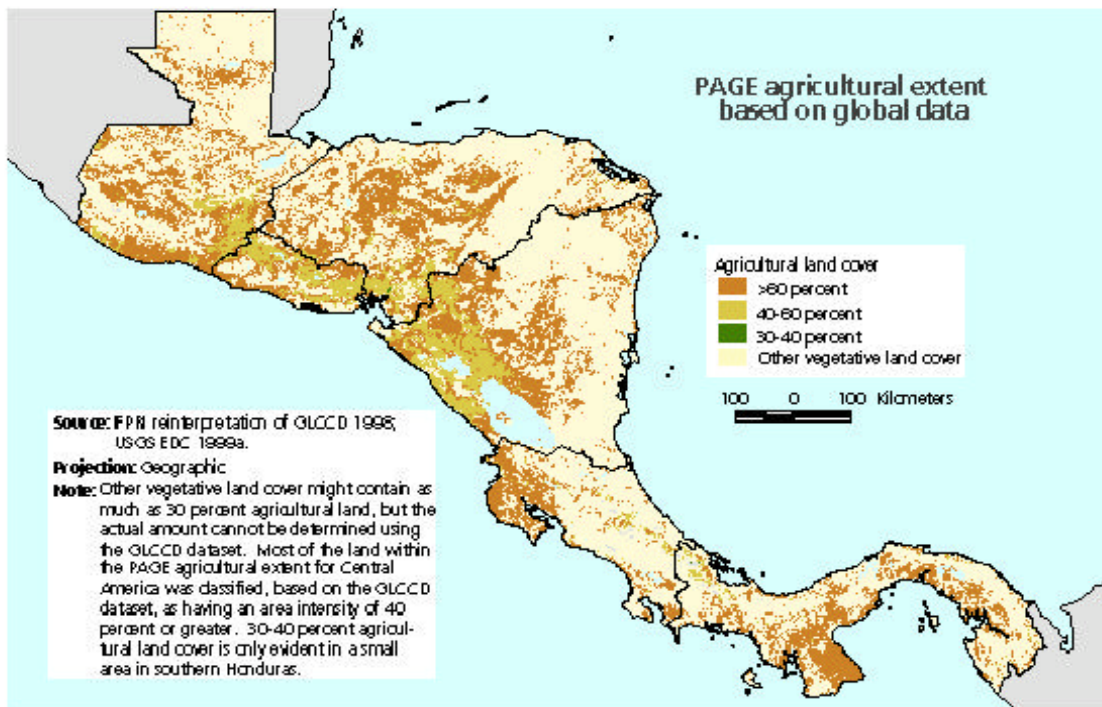 PAGE agricultural extent
based on global data
Agricultural land cover
>60 percent
40-60 percent
30-40 percent
Other vegetative land cover
100 0 100 Kilometers
Source: IFPRI reinterpretation of GLCCD 1998;
USGS EDC 1999a.
Projection: Geographic
Note: Other vegetative land cover might contain as
much as 30 percent agricultural land, but the
actual amount cannot be determined using
the GLCCD dataset. Most of the land within
the PAGE agricultural extent for Central
America was classified, based on the GLCCD
dataset, as having an area intensity of 40
percent or greater. 30-40 percent agricul-
tural land cover is only evident in a small
area in southern Honduras.